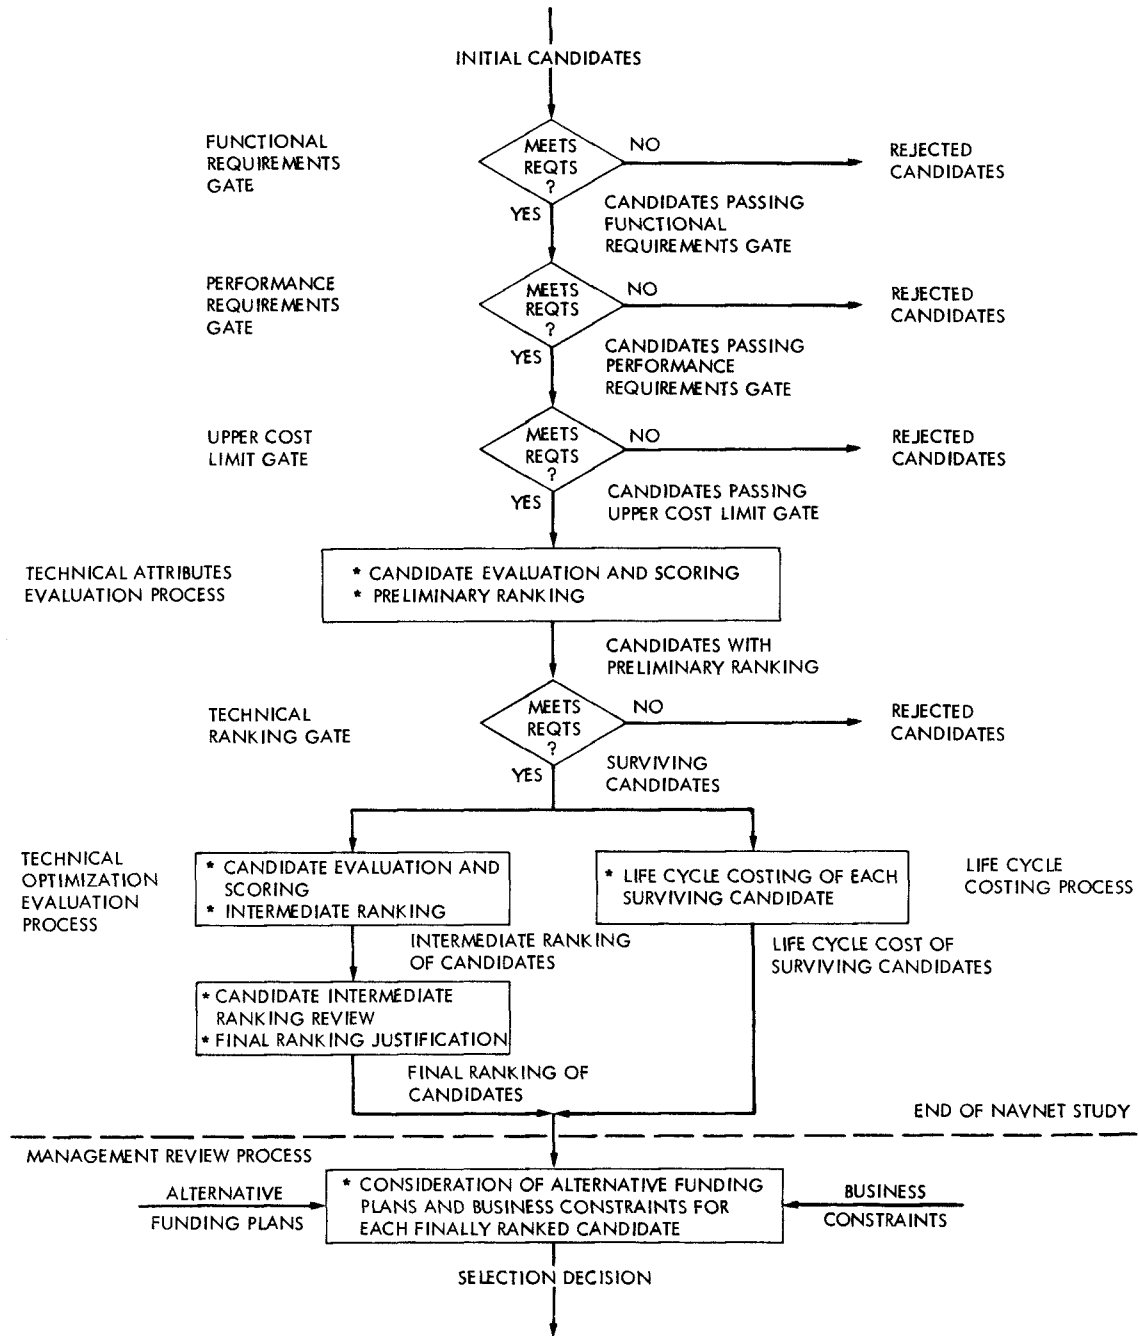 INITIAL CANDIDATES
FUNCTIONAL
REQUIREMENTS
GATE
MEETS
REQTS
?
NO
REJECTED
CANDIDATES
YES
CANDIDATES PASSING
FUNCTIONAL
REQUIREMENTS GATE
PERFORMANCE
REQUIREMENTS
GATE
MEETS
REQTS
?
NO
REJECTED
CANDIDATES
YES
CANDIDATES PASSING
PERFORMANCE
REQUIREMENTS GATE
UPPER COST
LIMIT GATE
MEETS
REQTS
?
NO
REJECTED
CANDIDATES
YES
CANDIDATES PASSING
UPPER COST LIMIT GATE
TECHNICAL ATTRIBUTES
EVALUATION PROCESS
* CANDIDATE EVALUATION AND SCORING
* PRELIMINARY RANKING
CANDIDATES WITH
PRELIMINARY RANKING
TECHNICAL
RANKING GATE
MEETS
REQTS
?
NO
REJECTED
CANDIDATES
YES
SURVIVING
CANDIDATES
TECHNICAL
OPTIMIZATION
EVALUATION
PROCESS
* CANDIDATE EVALUATION AND
SCORING
* INTERMEDIATE RANKING
* LIFE CYCLE COSTING OF EACH
SURVIVING CANDIDATE
LIFE CYCLE
COSTING PROCESS
INTERMEDIATE RANKING
OF CANDIDATES
LIFE CYCLE COST OF
SURVIVING CANDIDATES
* CANDIDATE INTERMEDIATE
RANKING REVIEW
* FINAL RANKING JUSTIFICATION
FINAL RANKING OF
CANDIDATES
END OF NAVNET STUDY
MANAGEMENT REVIEW PROCESS
ALTERNATIVE
FUNDING PLANS
* CONSIDERATION OF ALTERNATIVE FUNDING
PLANS AND BUSINESS CONSTRAINTS FOR
EACH FINALLY RANKED CANDIDATE
BUSINESS
CONSTRAINTS
SELECTION DECISION